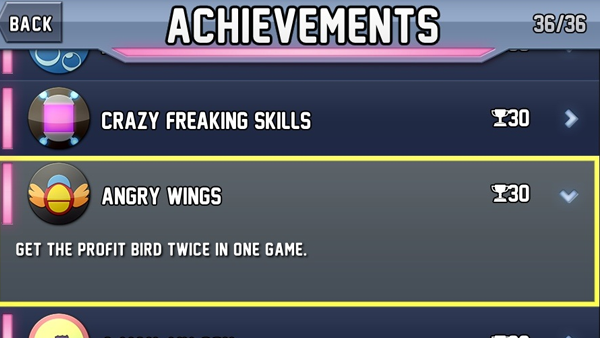 BACK
ACHIEVEMENTS
36/36
CRAZY FREAKING SKILLS
30
ANGRY WINGS
30
GET THE PROFIT BIRD TWICE IN ONE GAME.